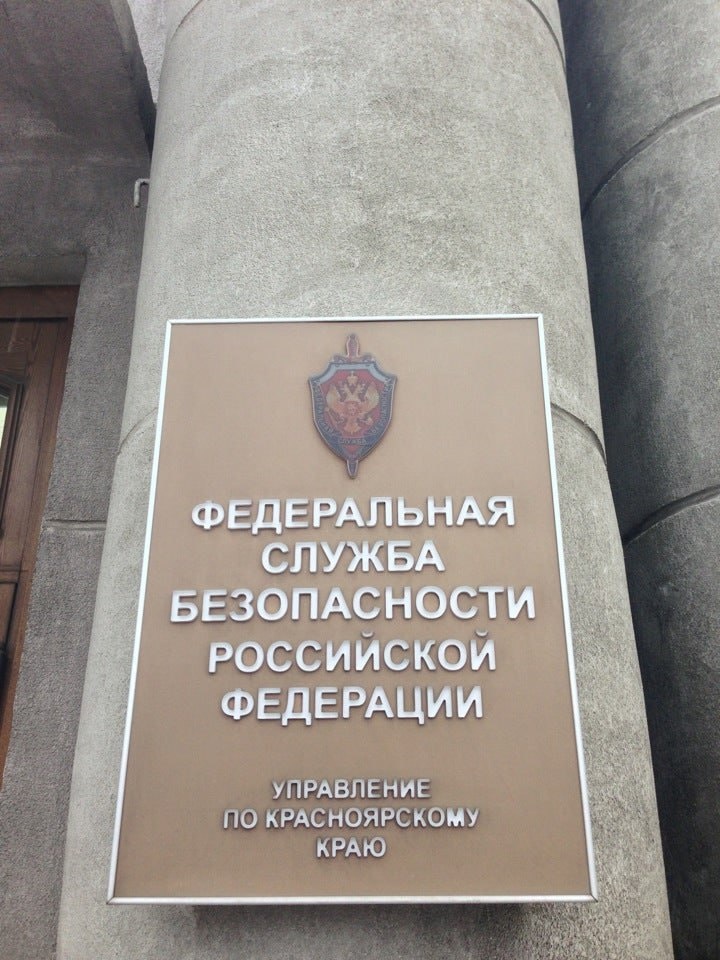 ФЕДЕРАЛЬНАЯ
СЛУЖБА
БЕЗОПАСНОСТИ
РОССИЙСКОЙ
ФЕДЕРАЦИИ
УПРАВЛЕНИЕ
ПО КРАСНОЯРСКОМУ
КРАЮ